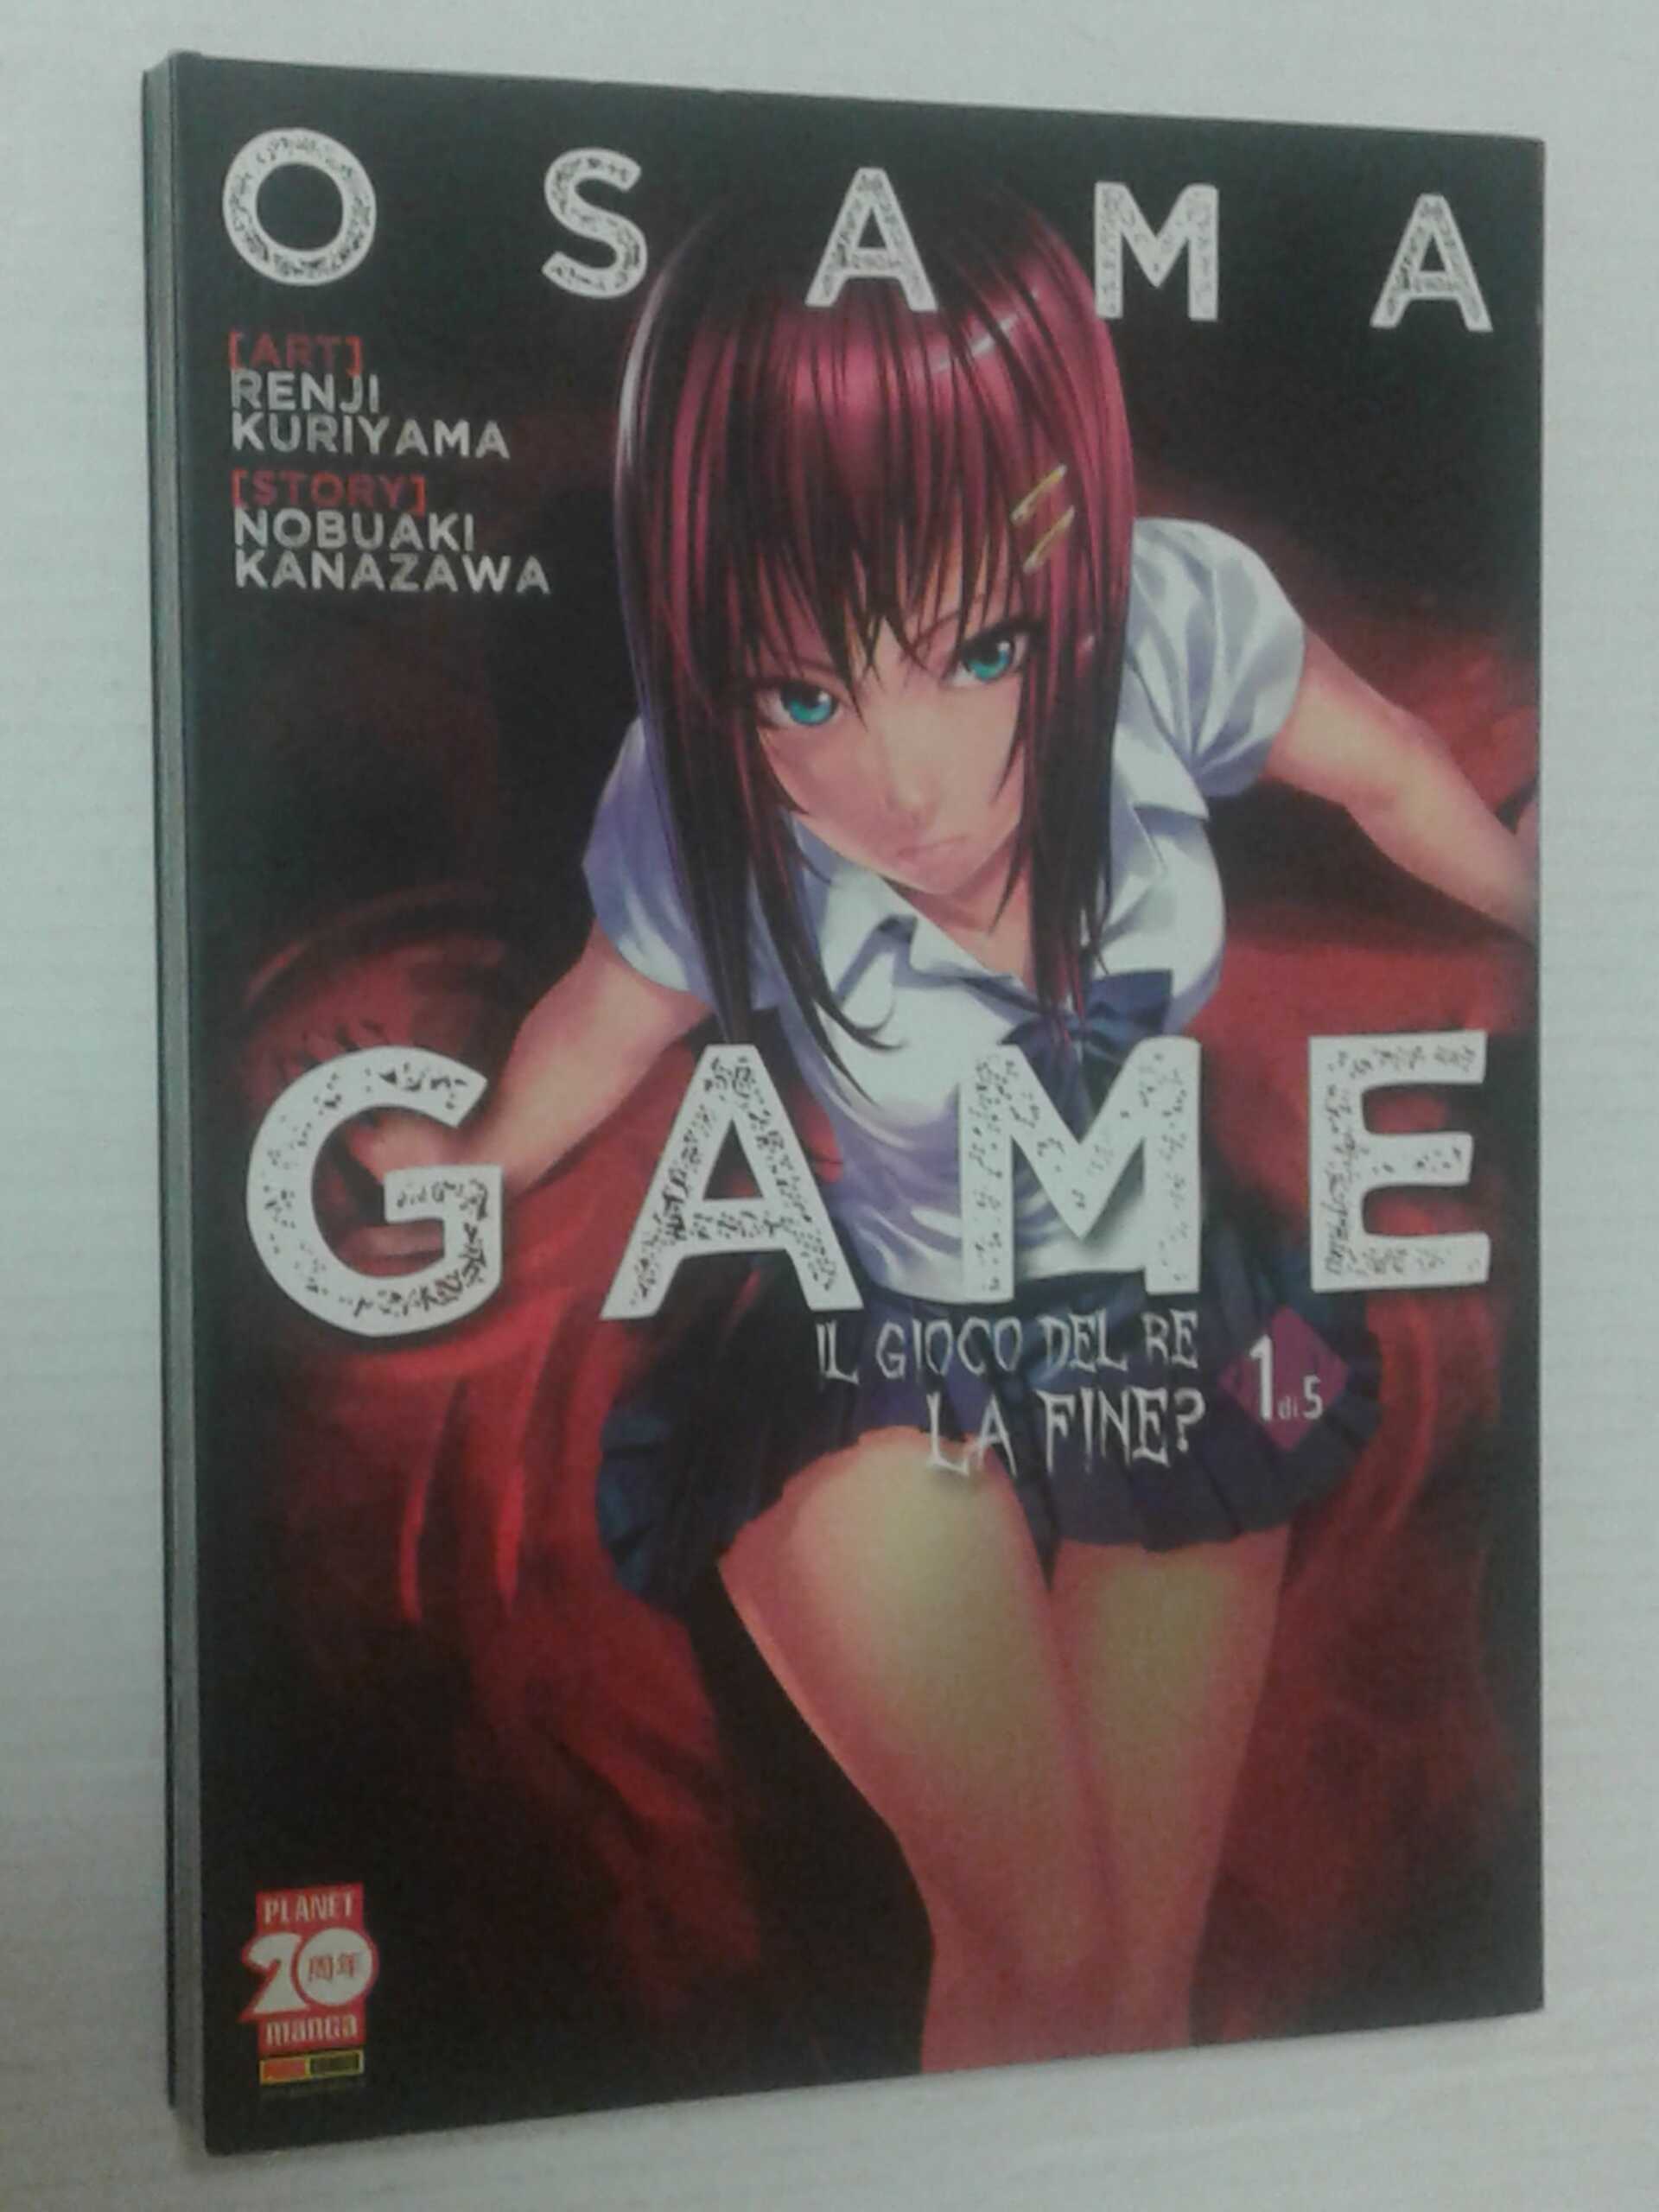 OSAMA
[ART]
RENJI
KURIYAMA
[STORY]
NOBUAKI
KANAZAWA
GAME
IL GIOCO DEL RE
LA FINE?
1 di 5
PLANET
20 周年
manga